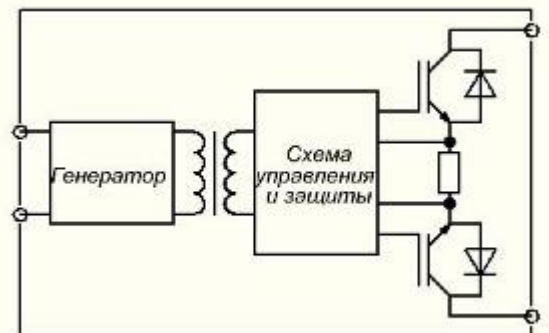 Генератор
Схема
управления
и защиты